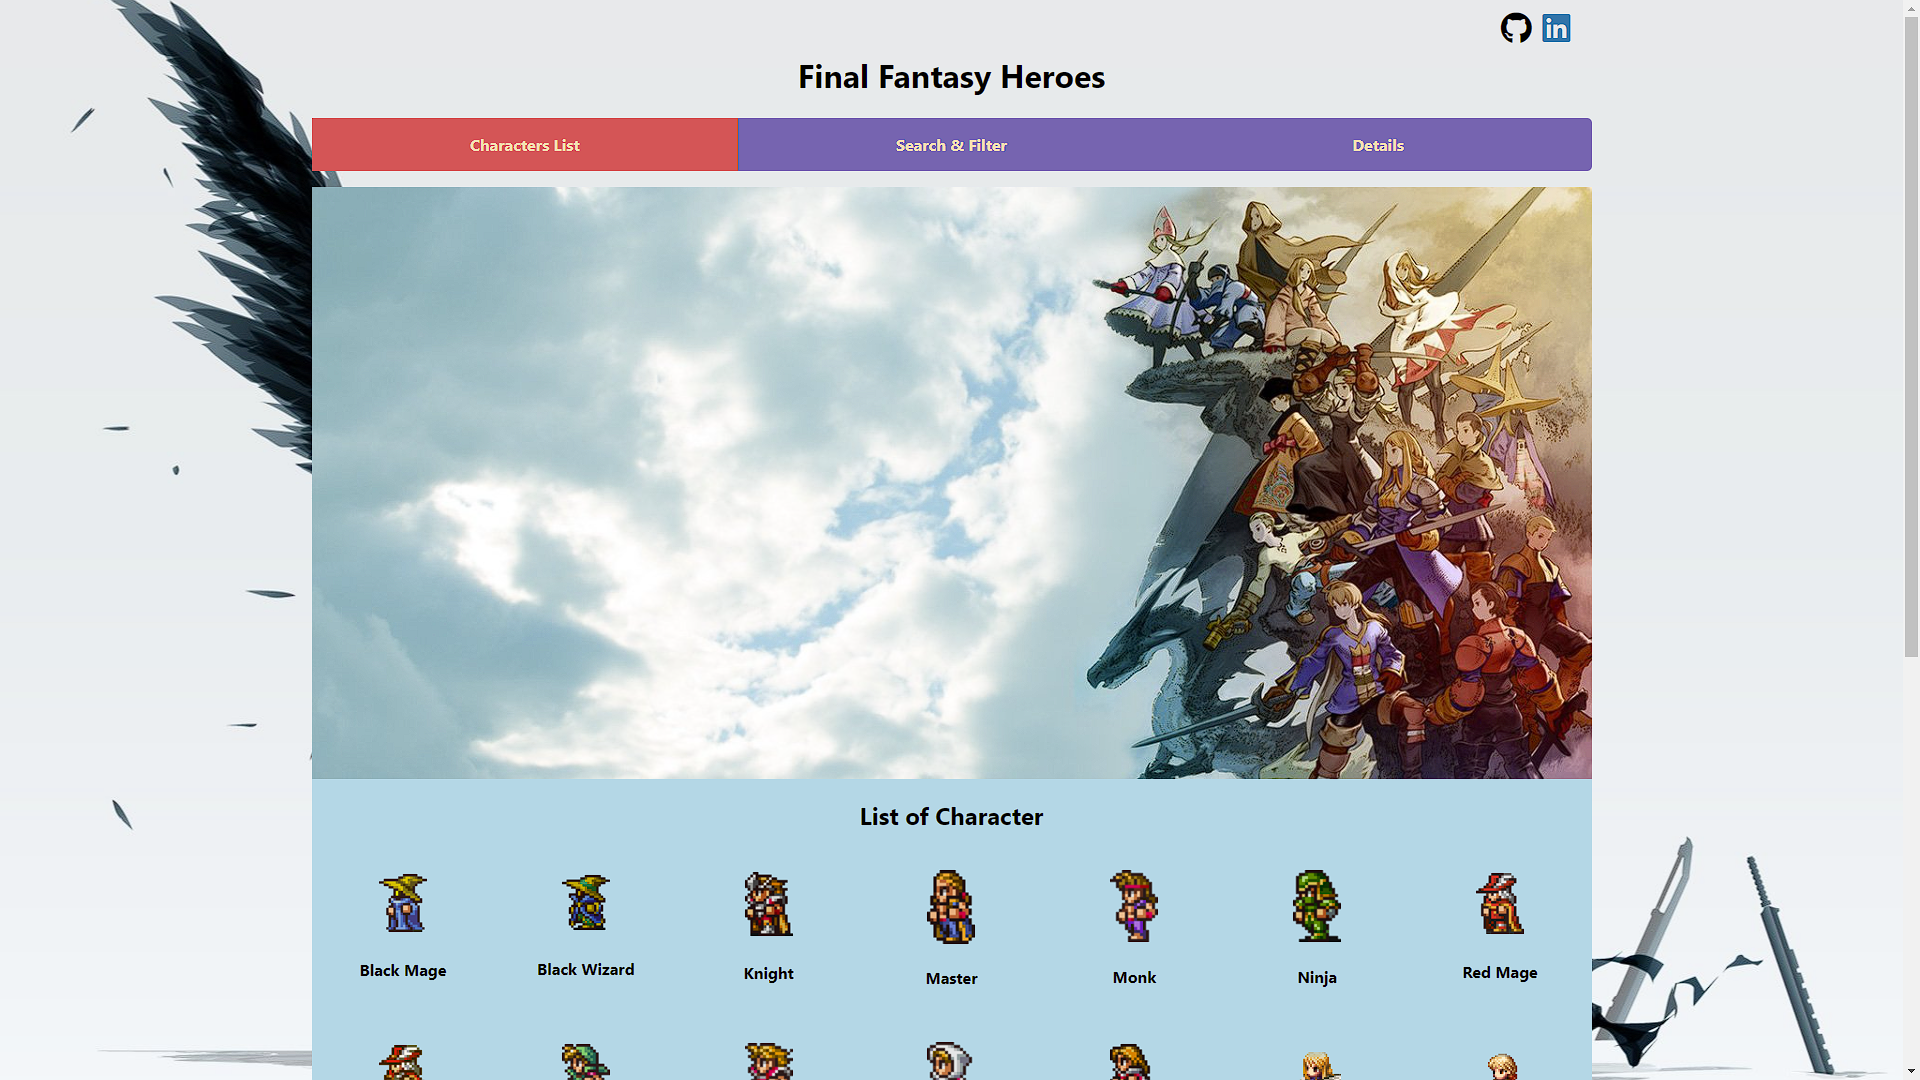 in
Final Fantasy Heroes
Characters List
Search & Filter
Details
List of Character
Black Mage
Black Wizard
Knight
Master
Monk
Ninja
Red Mage